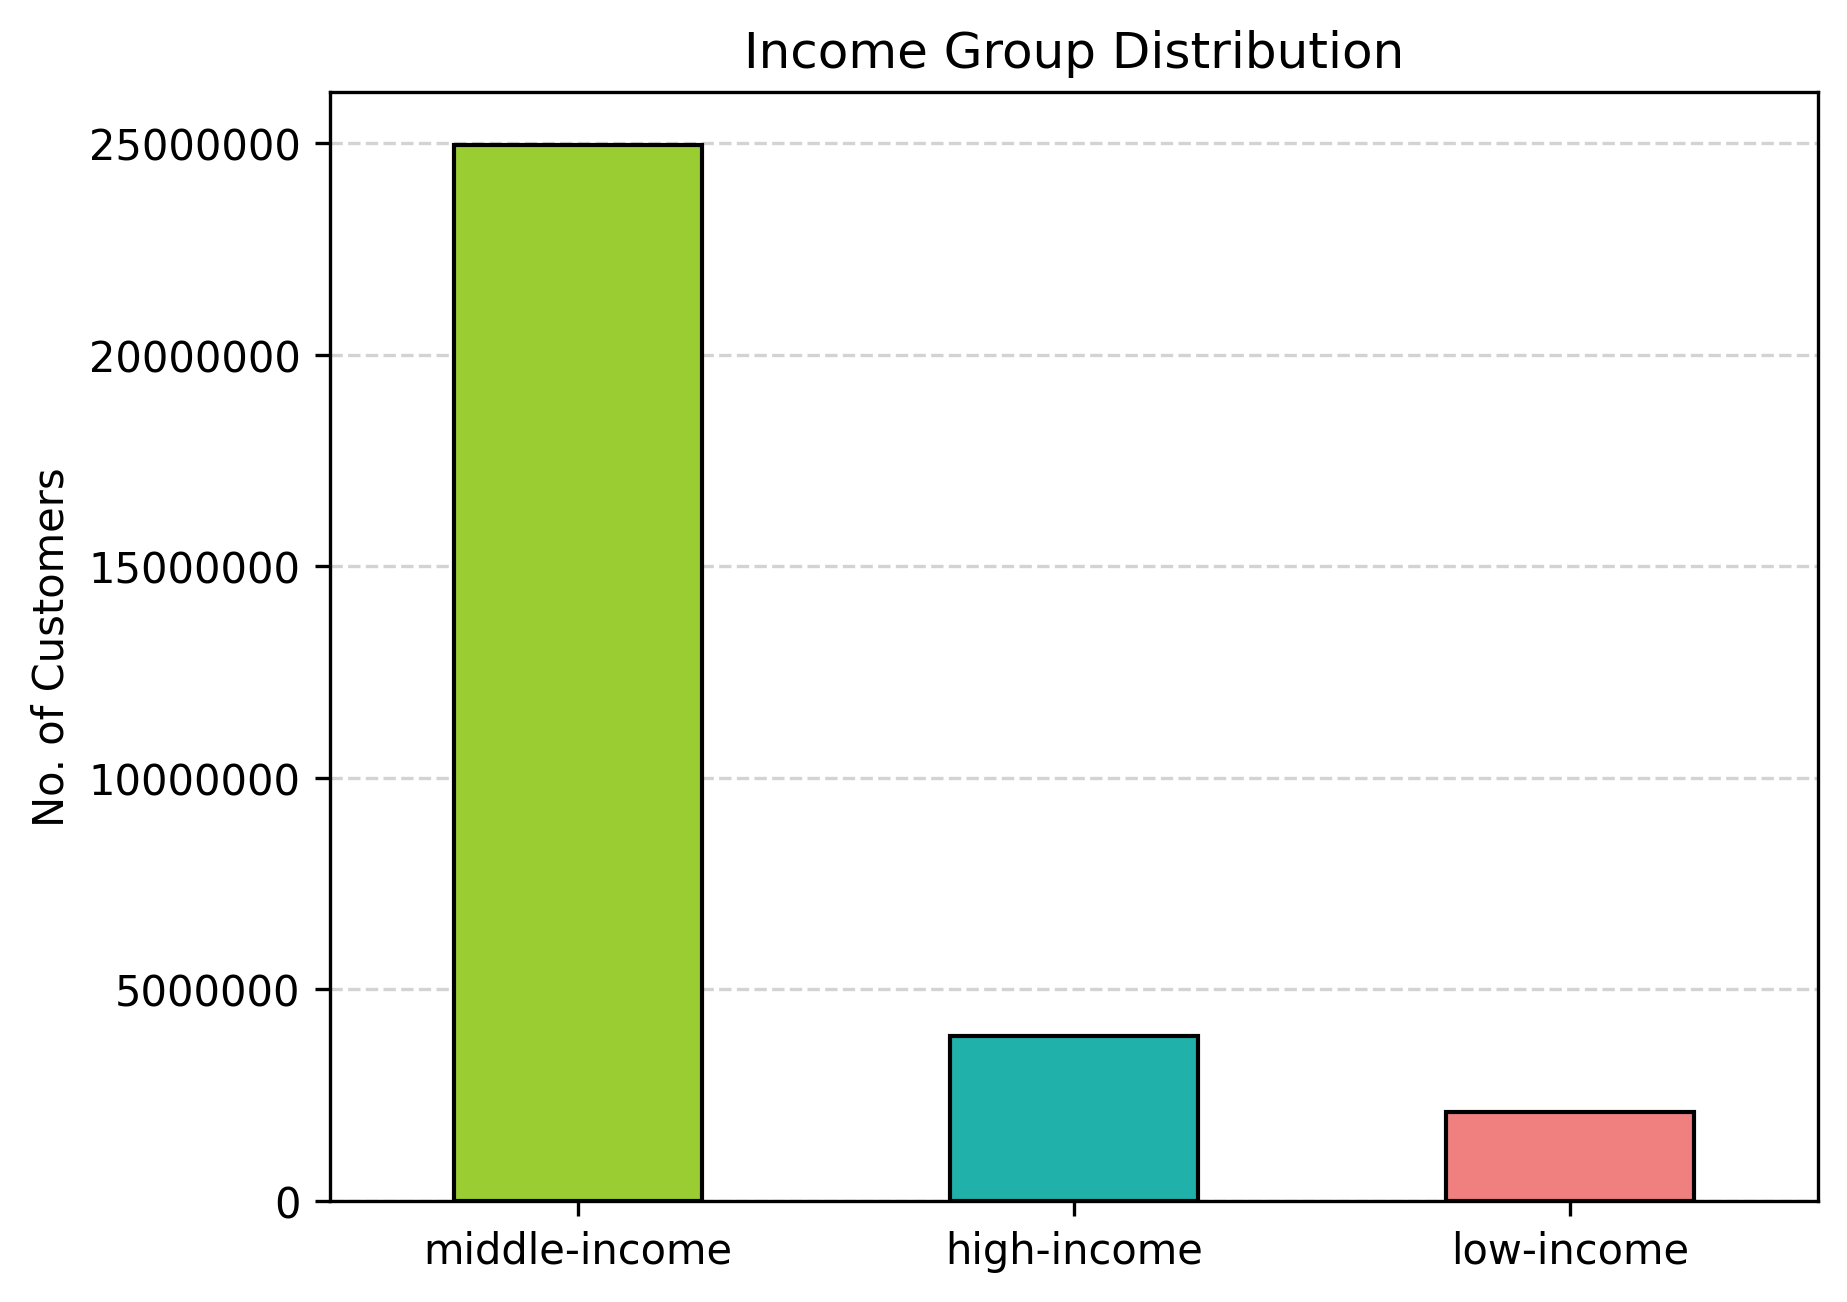 Income Group Distribution
No. of Customers
25000000
20000000
15000000
10000000
5000000
0
middle-income
high-income
low-income